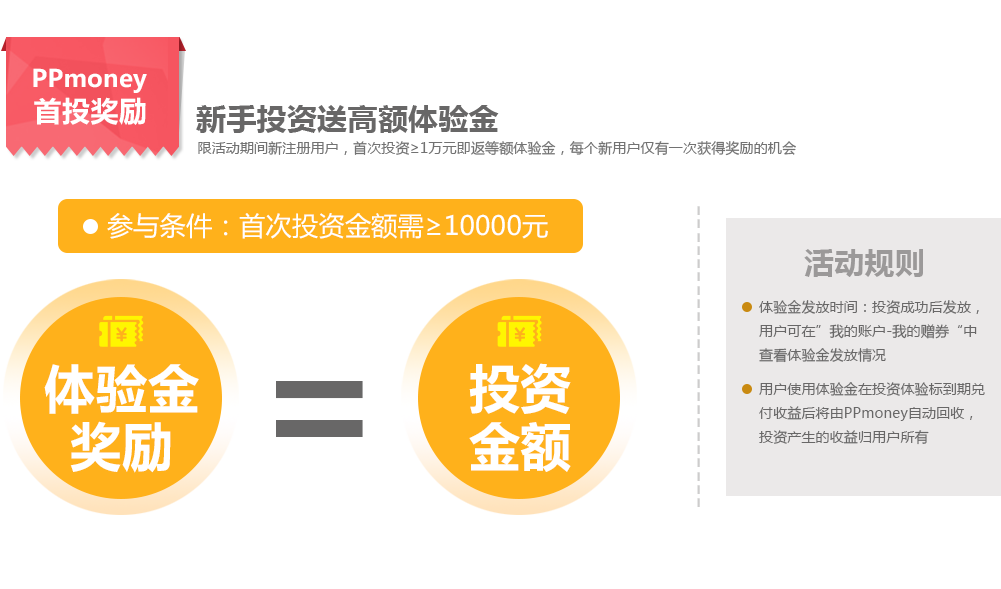 PPmoney
首投奖励
新手投资送高额体验金
限活动期间新注册用户，首次投资≥1万元即返等额体验金，每个新用户仅有一次获得奖励的机会
参与条件：首次投资金额需≥10000元
¥
体验金
奖励
=
¥
投资
金额
活动规则
体验金发放时间：投资成功后发放，
用户可在”我的账户-我的赠券“中
查看体验金发放情况
用户使用体验金在投资体验标到期兑
付收益后将由PPmoney自动回收，
投资产生的收益归用户所有